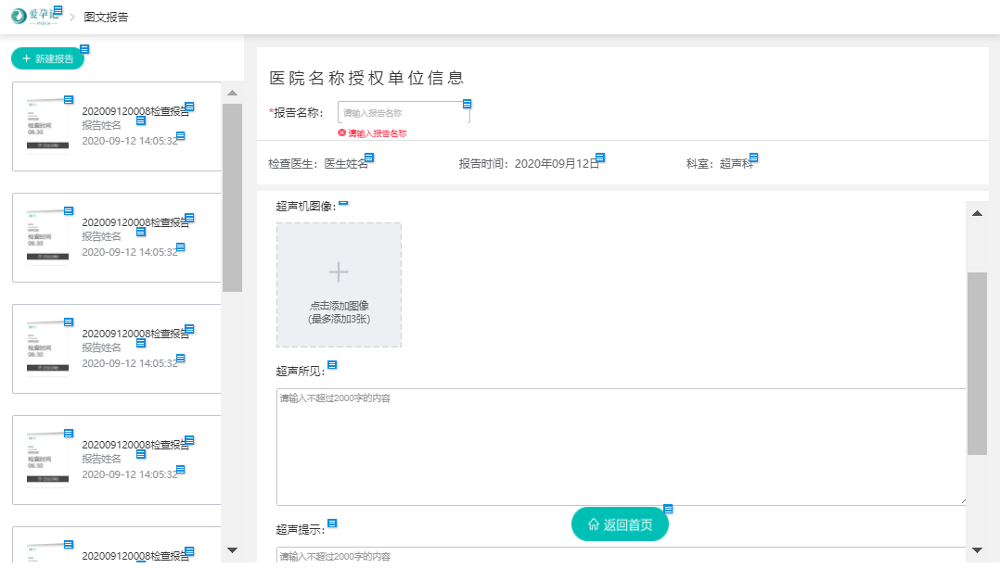 爱孕记
图文报告
+ 新建报告
202009120008检查报告
报告姓名
2020-09-12 14:05:32
检查时间
06:30
202009120008检查报告
报告姓名
2020-09-12 14:05:32
检查时间
06:30
202009120008检查报告
报告姓名
2020-09-12 14:05:32
检查时间
06:30
202009120008检查报告
报告姓名
2020-09-12 14:05:32
检查时间
06:30
202009120008检查报告
医院名称授权单位信息
*报告名称: 请输入报告名称
请输入报告名称
检查医生: 医生姓名 报告时间: 2020年09月12日 科室: 超声科
超声机图像:
点击添加图像
(最多添加3张)
超声所见:
请输入不超过2000字的内容
返回首页
超声提示:
请输入不超过2000字的内容